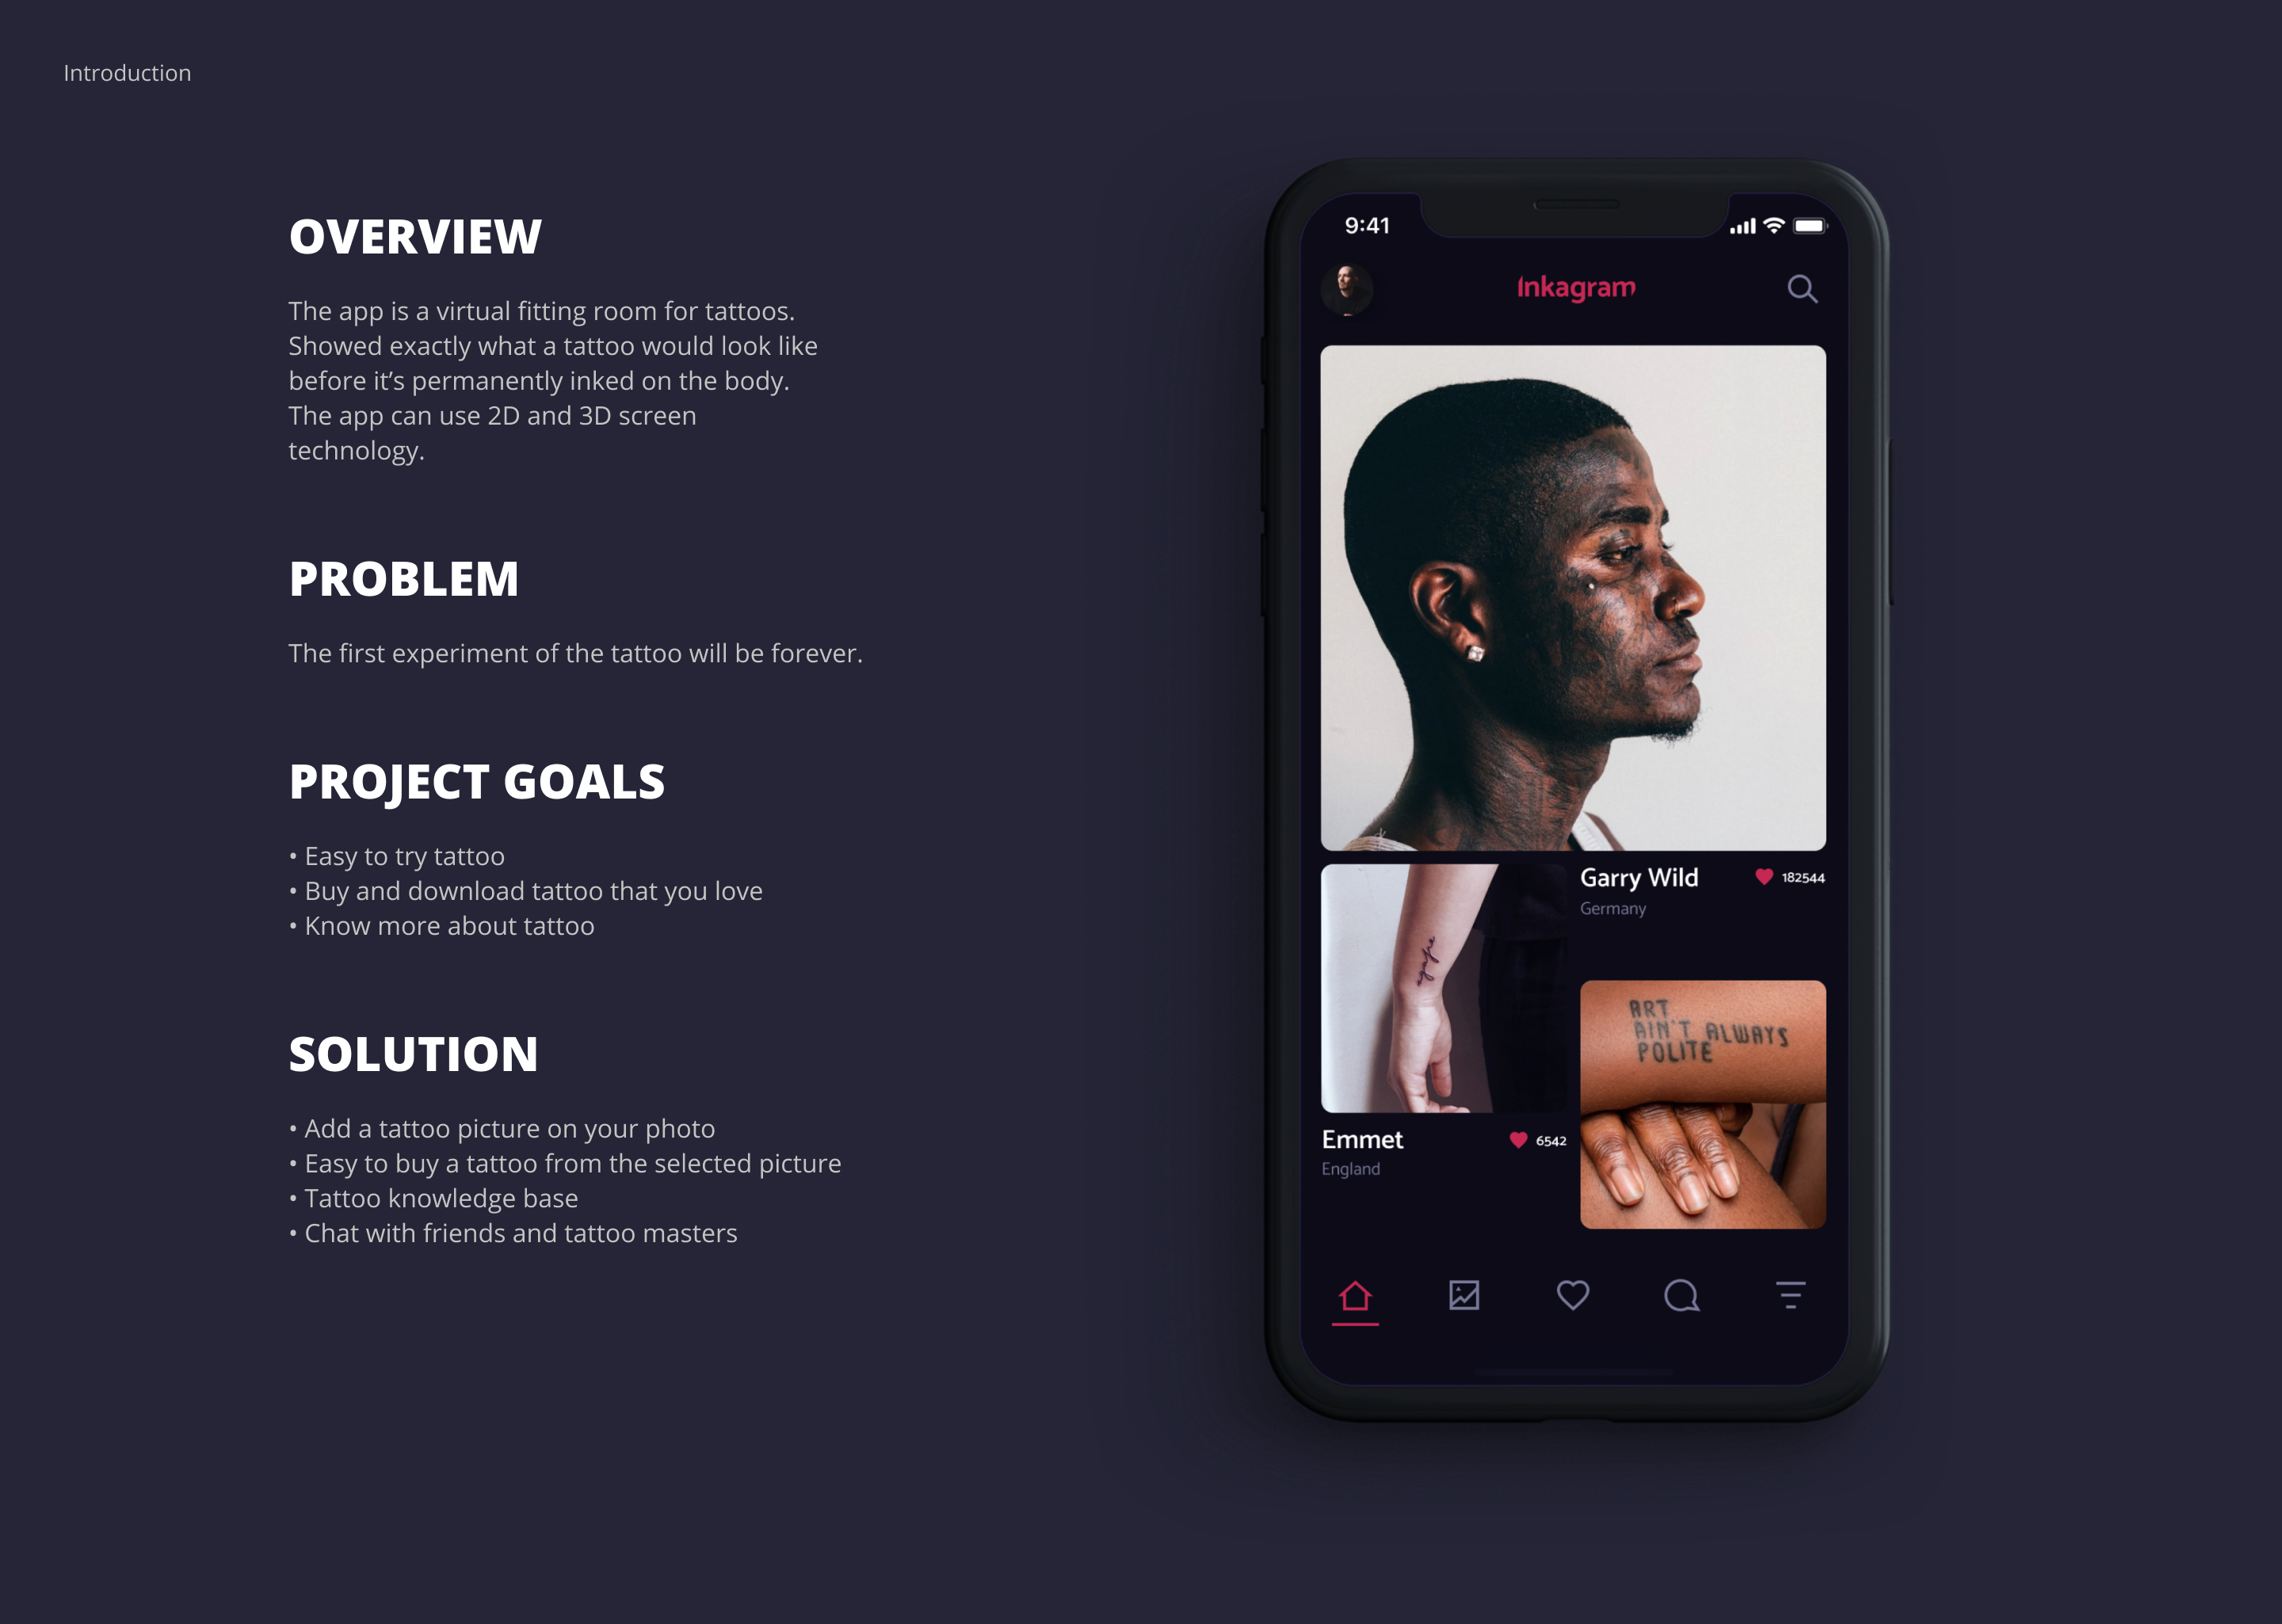 Introduction
OVERVIEW
The app is a virtual fitting room for tattoos.
Showed exactly what a tattoo would look like
before it’s permanently inked on the body.
The app can use 2D and 3D screen
technology.
PROBLEM
The first experiment of the tattoo will be forever.
PROJECT GOALS
• Easy to try tattoo
• Buy and download tattoo that you love
• Know more about tattoo
SOLUTION
• Add a tattoo picture on your photo
• Easy to buy a tattoo from the selected picture
• Tattoo knowledge base
• Chat with friends and tattoo masters
9:41
Inkagram
Garry Wild
182544
Germany
agape
Emmet
6542
England
ART
AIN'T ALWAYS
POLITE